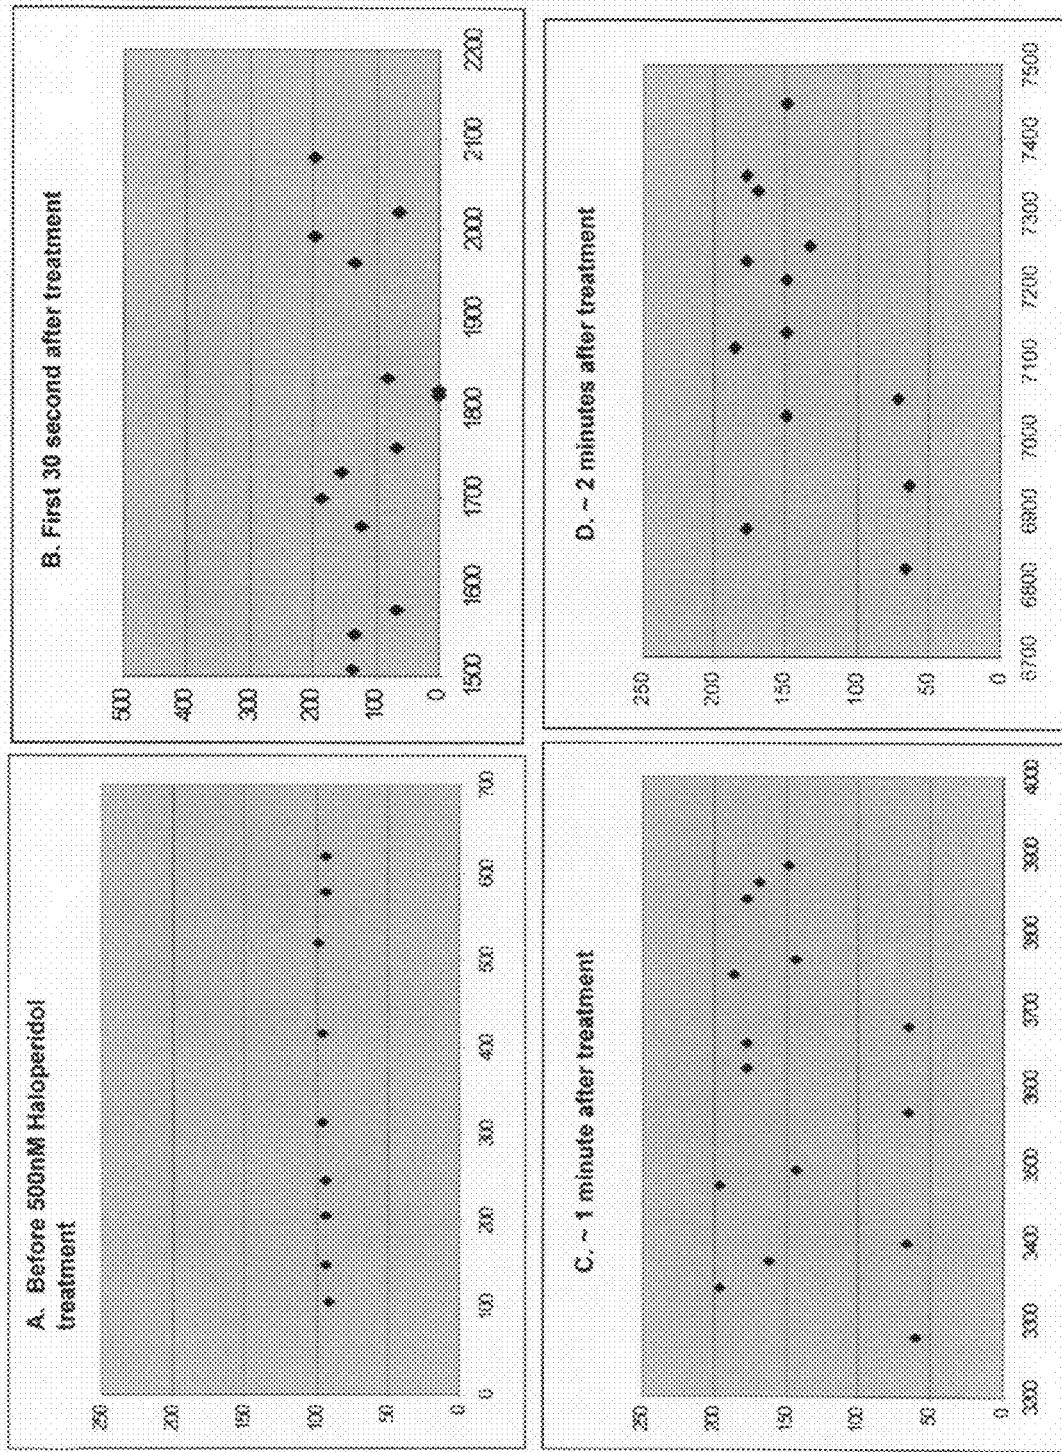 A. Before 500nM Haloperidol
treatment
250
200
150
100
50
0
0 100 200 300 400 500 600 700
B. First 30 second after treatment
500
400
300
200
100
0
1500 1600 1700 1800 1900 2000 2100 2200
C. ~ 1 minute after treatment
250
200
150
100
50
0
3200 3300 3400 3500 3600 3700 3800 3900 4000
D. ~ 2 minutes after treatment
250
200
150
100
50
0
6700 6800 6900 7000 7100 7200 7300 7400 7500